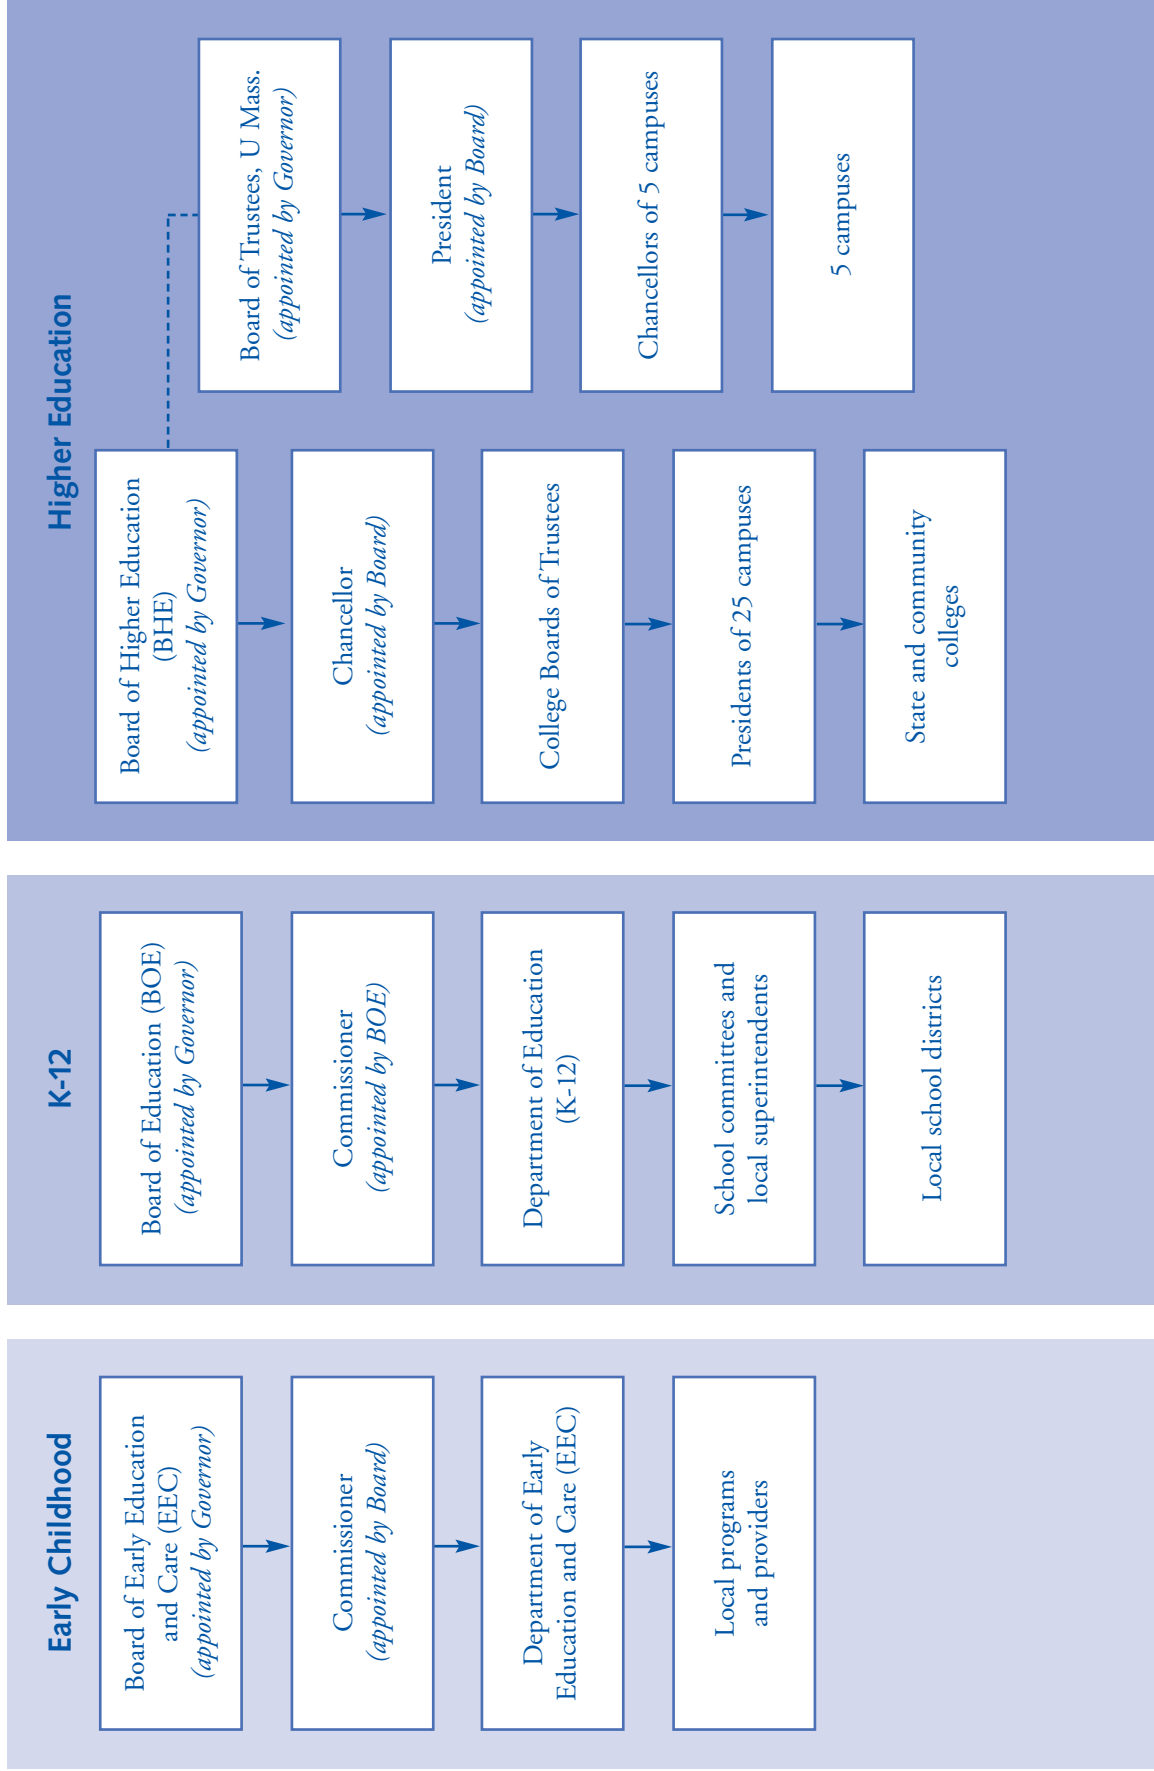 Early Childhood
Board of Early Education
and Care (EEC)
(appointed by Governor)
Commissioner
(appointed by Board)
Department of Early
Education and Care (EEC)
Local programs
and providers
K-12
Board of Education (BOE)
(appointed by Governor)
Commissioner
(appointed by BOE)
Department of Education
(K-12)
School committees and
local superintendents
Local school districts
Higher Education
Board of Higher Education
(BHE)
(appointed by Governor)
Chancellor
(appointed by Board)
College Boards of Trustees
Presidents of 25 campuses
State and community
colleges
Board of Trustees, U Mass.
(appointed by Governor)
President
(appointed by Board)
Chancellors of 5 campuses
5 campuses